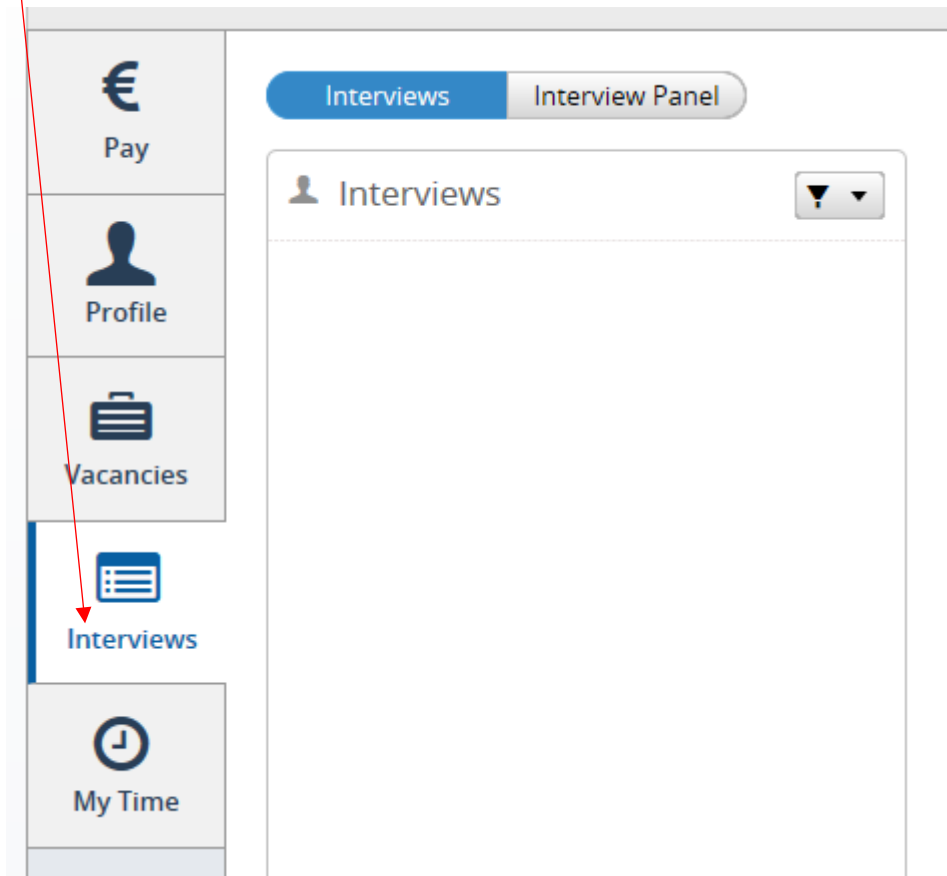 €
Pay
Profile
Vacancies
Interviews
My Time
Interviews Interview Panel
Interviews